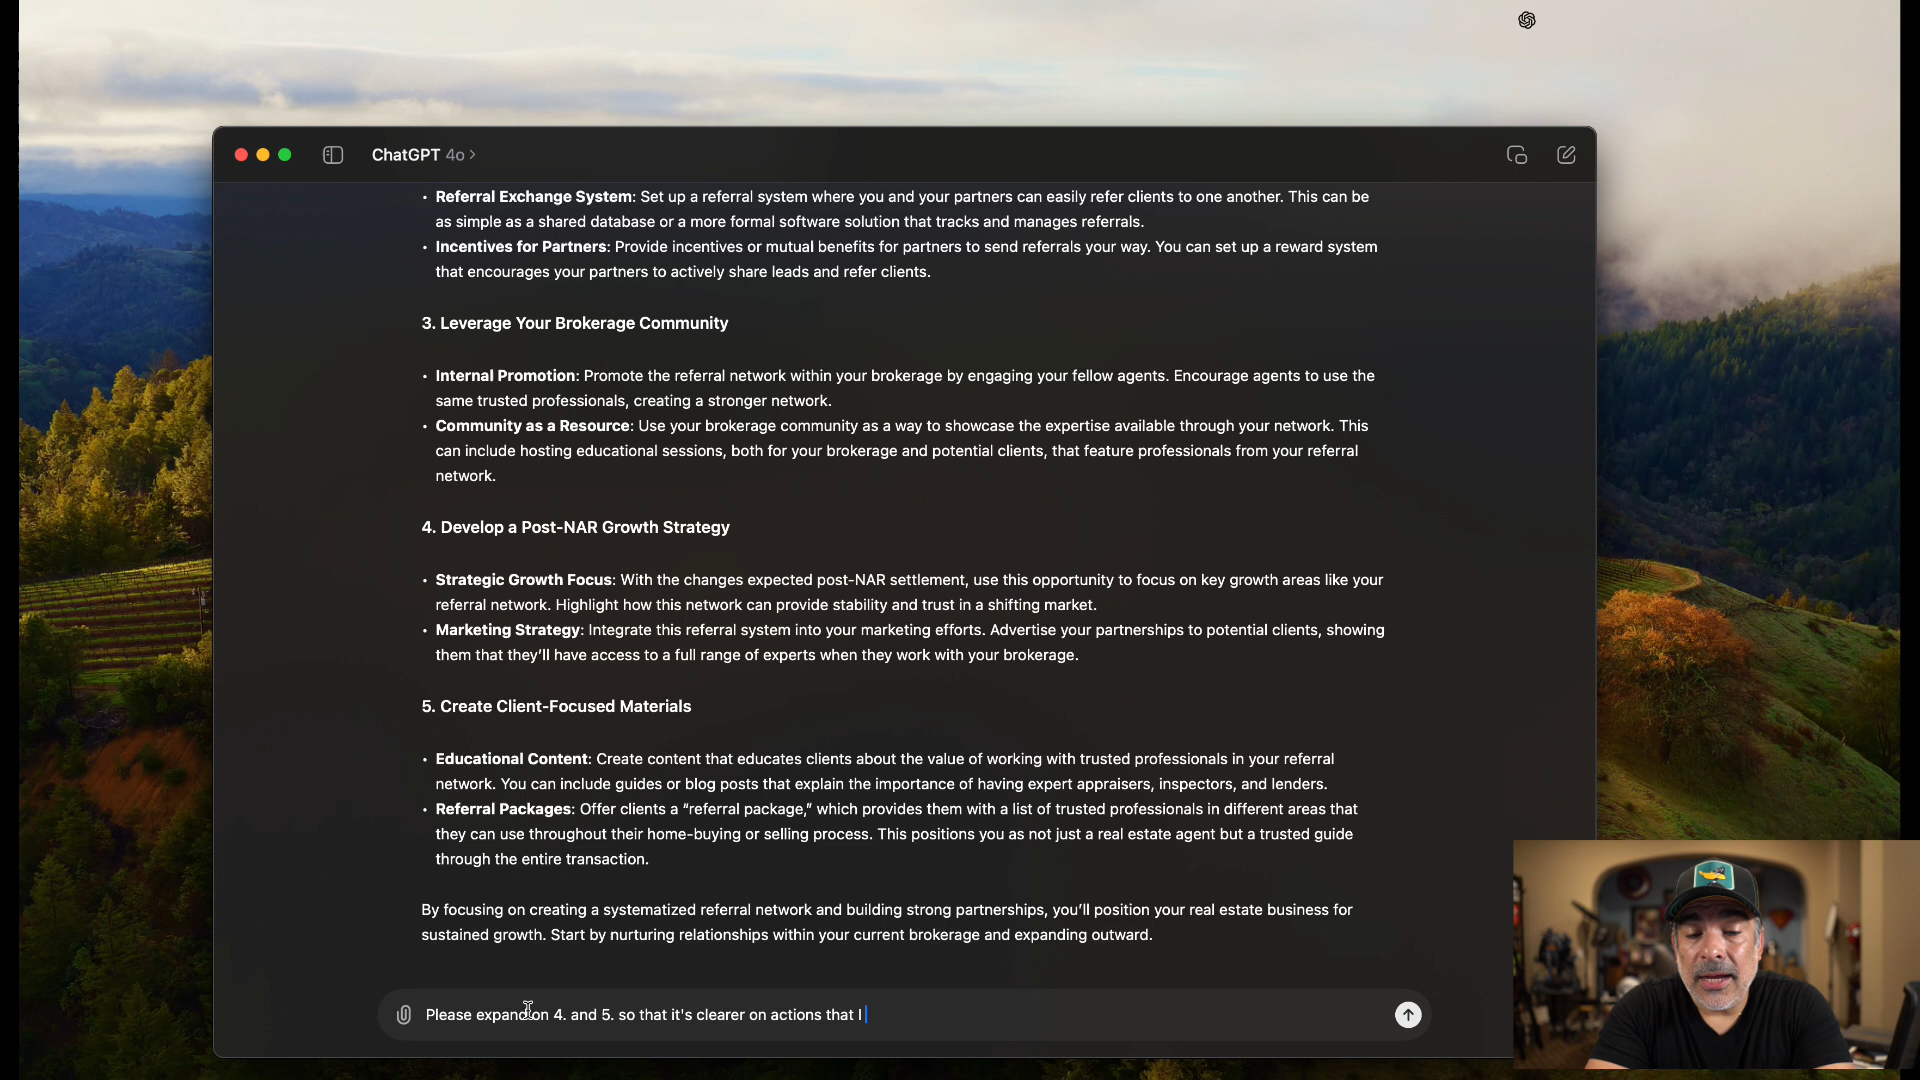 ChatGPT 4o >
• Referral Exchange System: Set up a referral system where you and your partners can easily refer clients to one another. This can be
as simple as a shared database or a more formal software solution that tracks and manages referrals.
• Incentives for Partners: Provide incentives or mutual benefits for partners to send referrals your way. You can set up a reward system
that encourages your partners to actively share leads and refer clients.
3. Leverage Your Brokerage Community
• Internal Promotion: Promote the referral network within your brokerage by engaging your fellow agents. Encourage agents to use the
same trusted professionals, creating a stronger network.
• Community as a Resource: Use your brokerage community as a way to showcase the expertise available through your network. This
can include hosting educational sessions, both for your brokerage and potential clients, that feature professionals from your referral
network.
4. Develop a Post-NAR Growth Strategy
• Strategic Growth Focus: With the changes expected post-NAR settlement, use this opportunity to focus on key growth areas like your
referral network. Highlight how this network can provide stability and trust in a shifting market.
• Marketing Strategy: Integrate this referral system into your marketing efforts. Advertise your partnerships to potential clients, showing
them that they’ll have access to a full range of experts when they work with your brokerage.
5. Create Client-Focused Materials
• Educational Content: Create content that educates clients about the value of working with trusted professionals in your referral
network. You can include guides or blog posts that explain the importance of having expert appraisers, inspectors, and lenders.
• Referral Packages: Offer clients a “referral package,” which provides them with a list of trusted professionals in different areas that
they can use throughout their home-buying or selling process. This positions you as not just a real estate agent but a trusted guide
through the entire transaction.
By focusing on creating a systematized referral network and building strong partnerships, you’ll position your real estate business for
sustained growth. Start by nurturing relationships within your current brokerage and expanding outward.
Please expand on 4. and 5. so that it's clearer on actions that I